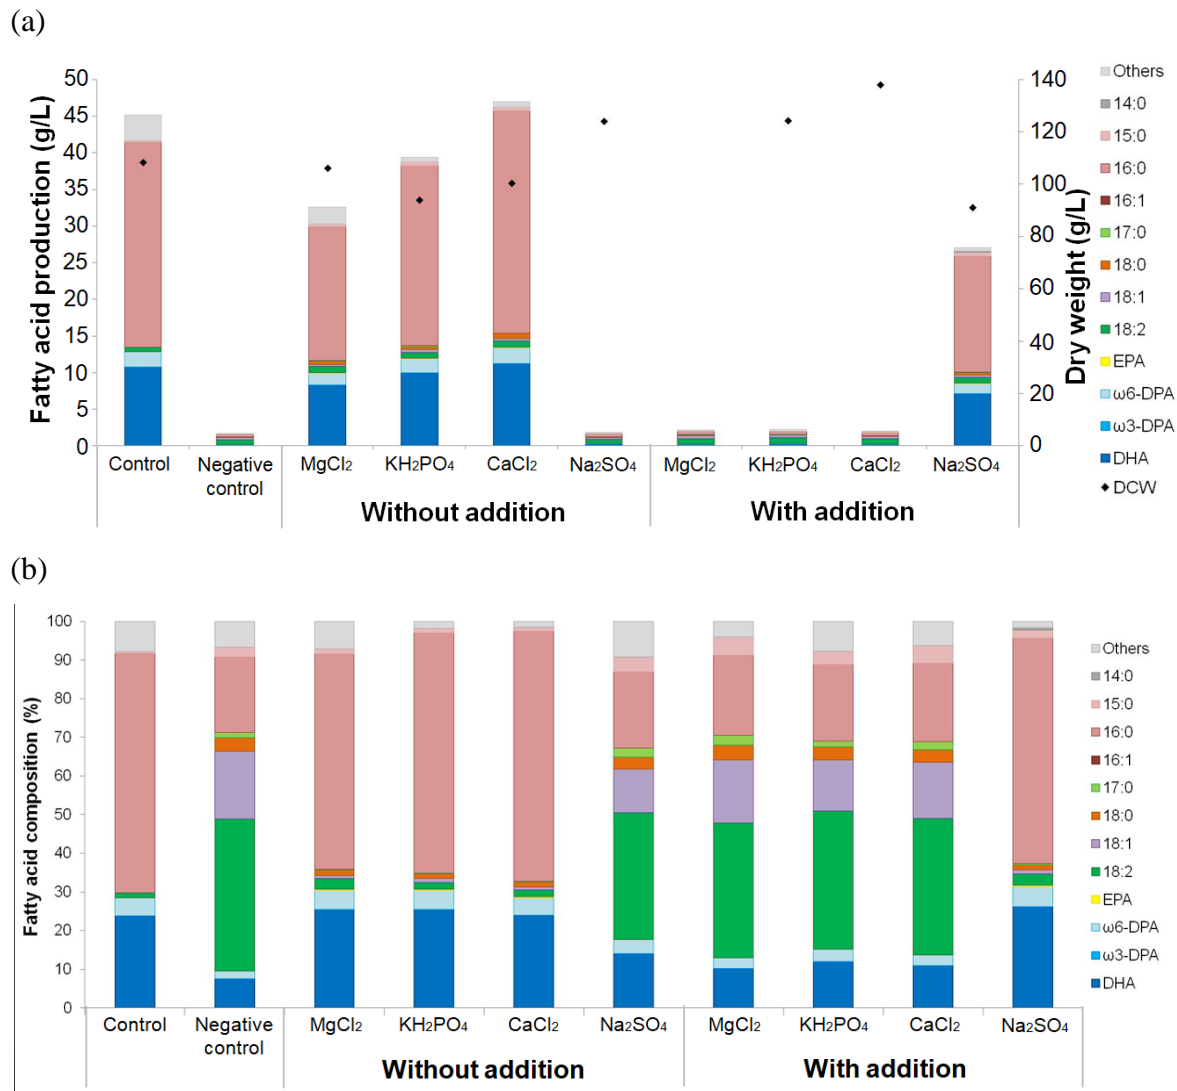 (a)
Fatty acid production (g/L)
50
45
40
35
30
25
20
15
10
5
0
140
120
100
80
60
40
20
0
Dry weight (g/L)
Control
Negative
control
MgCl₂
KH₂PO₄
CaCl₂
Na₂SO₄
MgCl₂
KH₂PO₄
CaCl₂
Na₂SO₄
Without addition
With addition
Others
14:0
15:0
16:0
16:1
17:0
18:0
18:1
18:2
EPA
ω6-DPA
ω3-DPA
DHA
DCW
(b)
Fatty acid composition (%)
100
90
80
70
60
50
40
30
20
10
0
Control
Negative
control
MgCl₂
KH₂PO₄
CaCl₂
Na₂SO₄
MgCl₂
KH₂PO₄
CaCl₂
Na₂SO₄
Without addition
With addition
Others
14:0
15:0
16:0
16:1
17:0
18:0
18:1
18:2
EPA
ω6-DPA
ω3-DPA
DHA